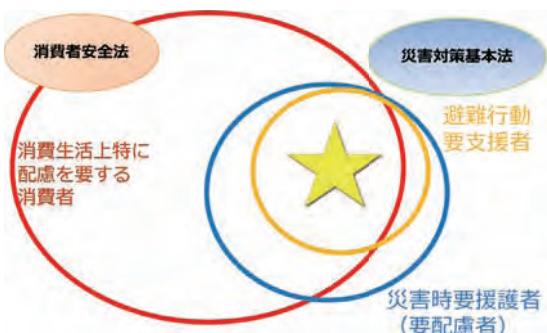 消費者安全法
災害対策基本法
避難行動
要支援者
消費生活上特に
配慮を要する
消費者
災害時要援護者
（要配慮者）